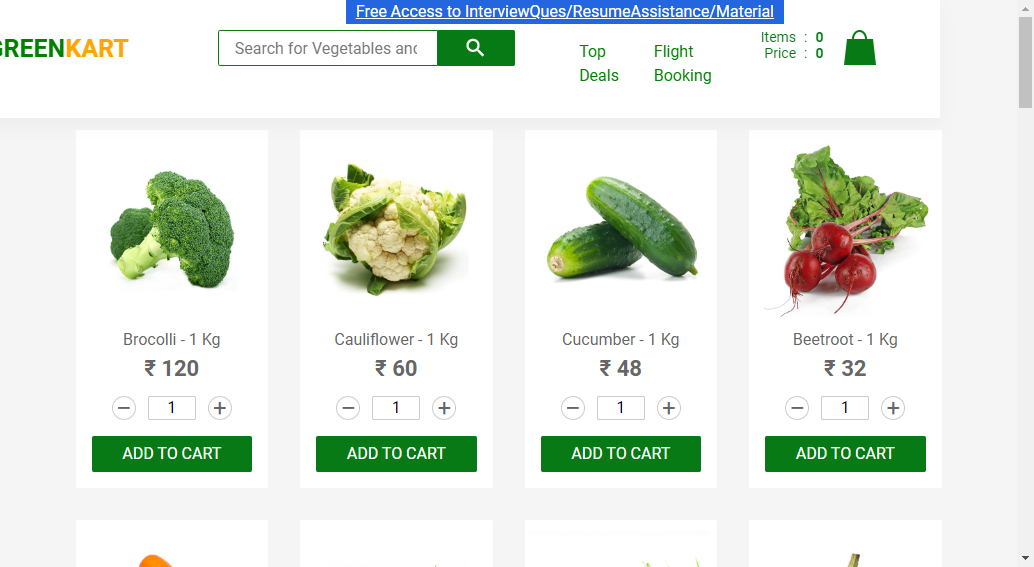 Free Access to InterviewQues/ResumeAssistance/Material
GREENKART
Search for Vegetables and
Top
Deals
Flight
Booking
Items : 0
Price : 0
Brocolli - 1 Kg
₹ 120
− 1 +
ADD TO CART
Cauliflower - 1 Kg
₹ 60
− 1 +
ADD TO CART
Cucumber - 1 Kg
₹ 48
− 1 +
ADD TO CART
Beetroot - 1 Kg
₹ 32
− 1 +
ADD TO CART